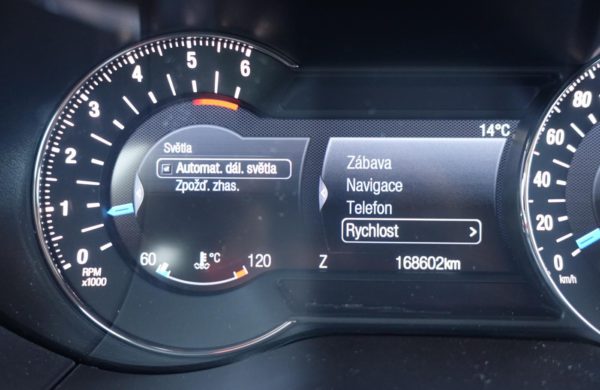 0
1
2
3
4
5
6
RPM
x1000
Světla
Automat. dál. světla
Zpožď. zhas.
60 °C 120
14°C
Zábava
Navigace
Telefon
Rychlost >
Z 168602km
0
20
40
60
80
km/h